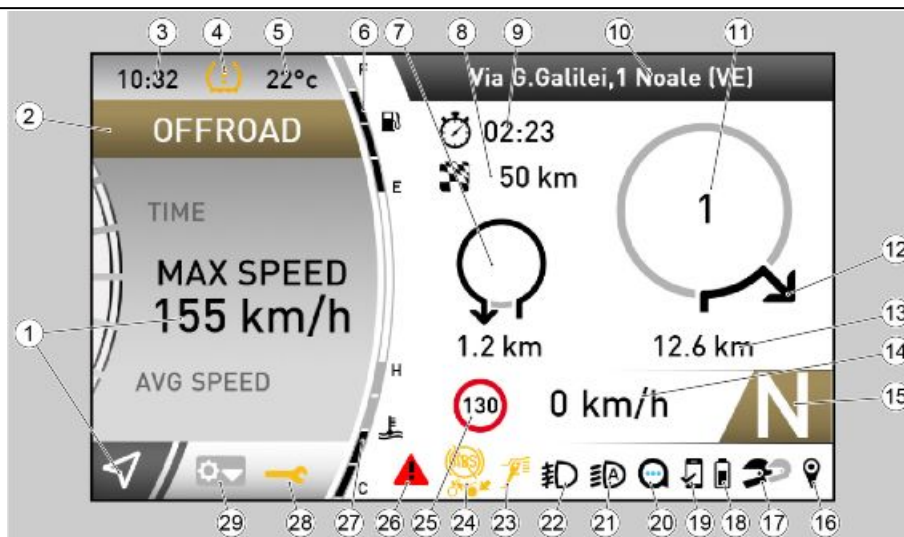 3 4 5 6 7 8 9 10 11
10:32 22°c F Via G.Galilei,1 Noale (VE)
2 OFFROAD 02:23
E 50 km
TIME 1
MAX SPEED 12
1 155 km/h 1.2 km 12.6 km 13
H 14
AVG SPEED 130 0 km/h N 15
ABS A
C
29 28 27 26 25 24 23 22 21 20 19 18 17 16